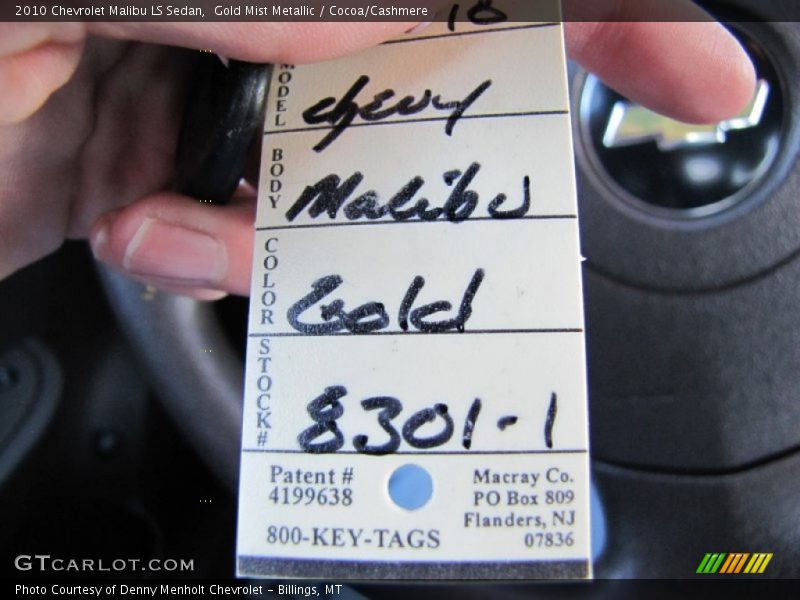 2010 Chevrolet Malibu LS Sedan,  Gold Mist Metallic / Cocoa/Cashmere
10
MODEL chevy
BODY Malibu
COLOR Gold
STOCK# 8301-1
Patent #
4199638
Macray Co.
PO Box 809
Flanders, NJ
07836
800-KEY-TAGS
GTcarlot.com
Photo Courtesy of Denny Menholt Chevrolet – Billings, MT